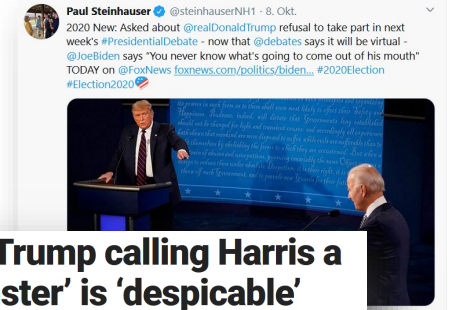 Paul Steinhauser @steinhauserNH1 · 8. Okt.
2020 New: Asked about @realDonaldTrump refusal to take part in next
week's #PresidentialDebate - now that @debates says it will be virtual -
@JoeBiden says "You never know what's going to come out of his mouth"
TODAY on @FoxNews foxnews.com/politics/biden... #2020Election
#Election2020
Trump calling Harris a
ster’ is ‘despicable’